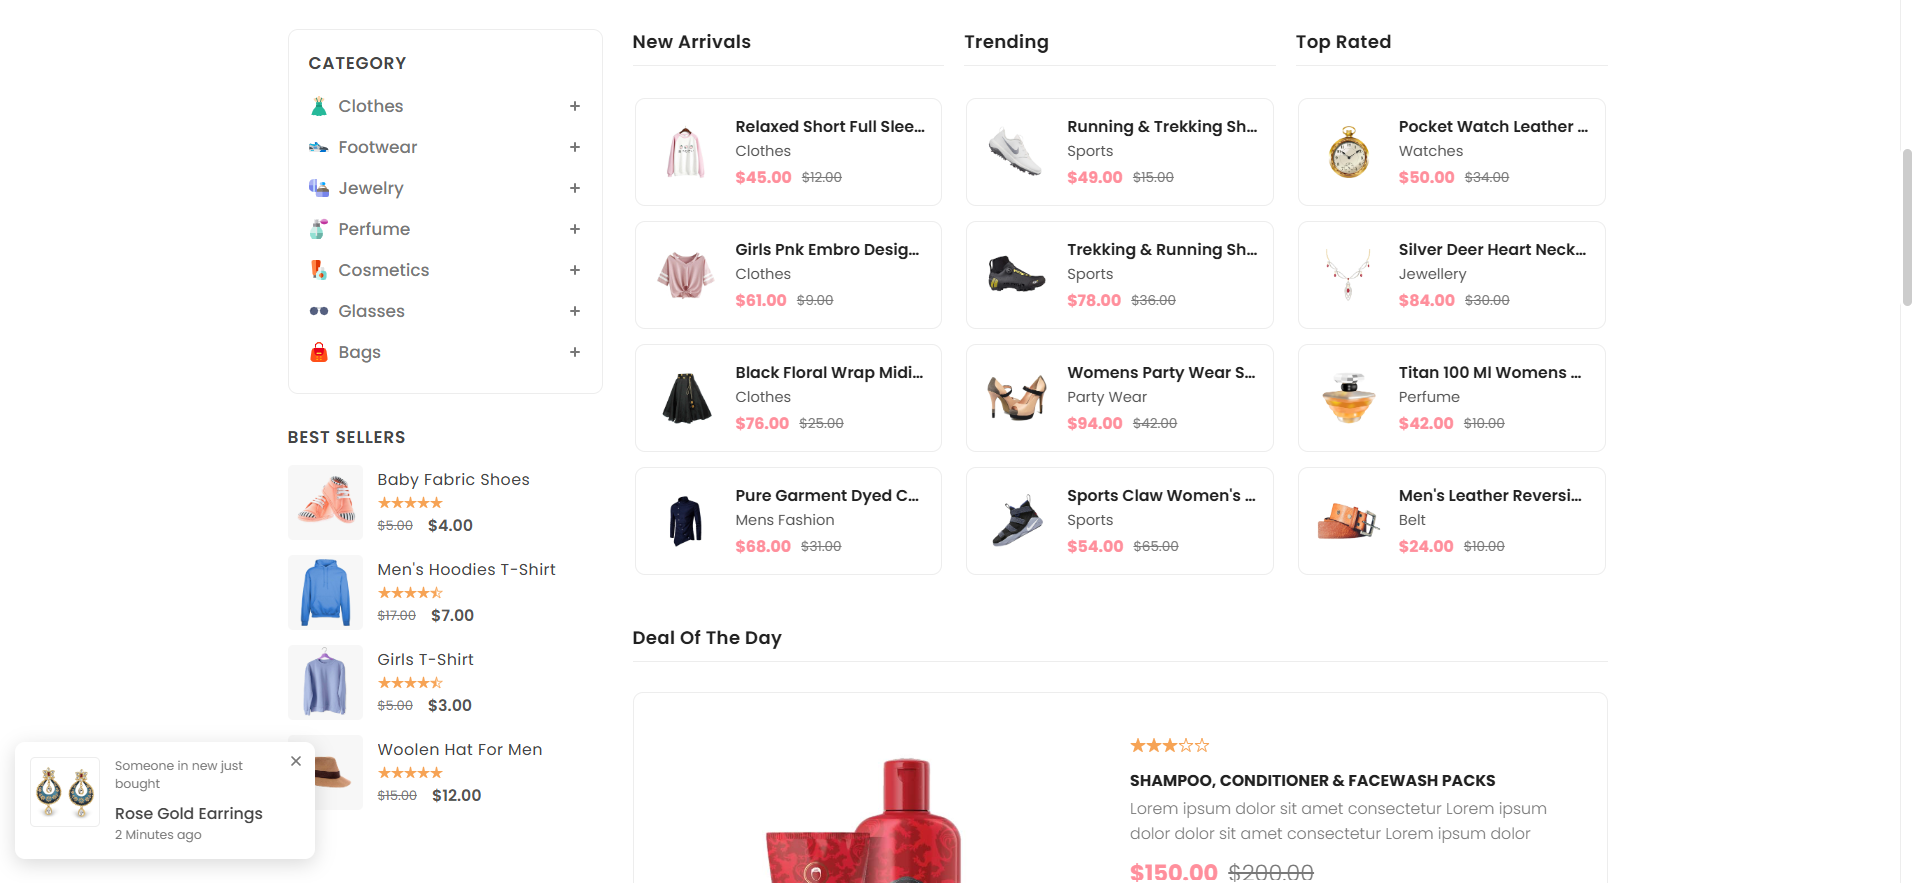 CATEGORY
Clothes
Footwear
Jewelry
Perfume
Cosmetics
Glasses
Bags
BEST SELLERS
Baby Fabric Shoes
$5.00 $4.00
Men's Hoodies T-Shirt
$17.00 $7.00
Girls T-Shirt
$5.00 $3.00
Woolen Hat For Men
$15.00 $12.00
Someone in new just
bought
Rose Gold Earrings
2 Minutes ago
New Arrivals
Relaxed Short Full Slee...
Clothes
$45.00 $12.00
Girls Pnk Embro Desig...
Clothes
$61.00 $9.00
Black Floral Wrap Midi...
Clothes
$76.00 $25.00
Pure Garment Dyed C...
Mens Fashion
$68.00 $31.00
Trending
Running & Trekking Sh...
Sports
$49.00 $15.00
Trekking & Running Sh...
Sports
$78.00 $36.00
Womens Party Wear S...
Party Wear
$94.00 $42.00
Sports Claw Women's ...
Sports
$54.00 $65.00
Top Rated
Pocket Watch Leather ...
Watches
$50.00 $34.00
Silver Deer Heart Neck...
Jewellery
$84.00 $30.00
Titan 100 Ml Womens ...
Perfume
$42.00 $10.00
Men's Leather Reversi...
Belt
$24.00 $10.00
Deal Of The Day
SHAMPOO, CONDITIONER & FACEWASH PACKS
Lorem ipsum dolor sit amet consectetur Lorem ipsum
dolor dolor sit amet consectetur Lorem ipsum dolor
$150.00 $200.00